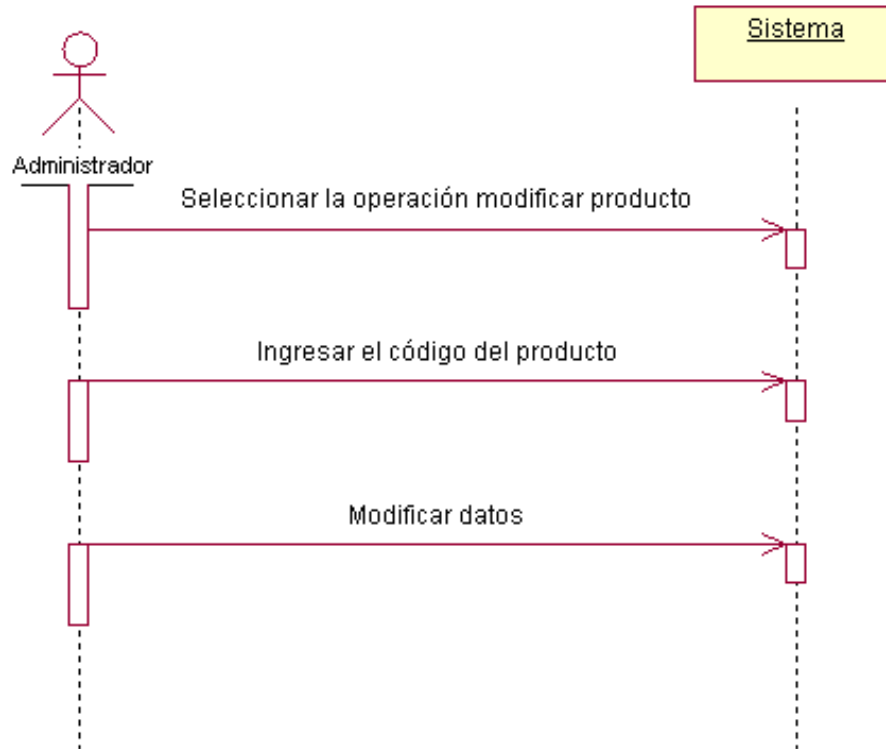 Sistema
Administrador
Seleccionar la operación modificar producto
Ingresar el código del producto
Modificar datos